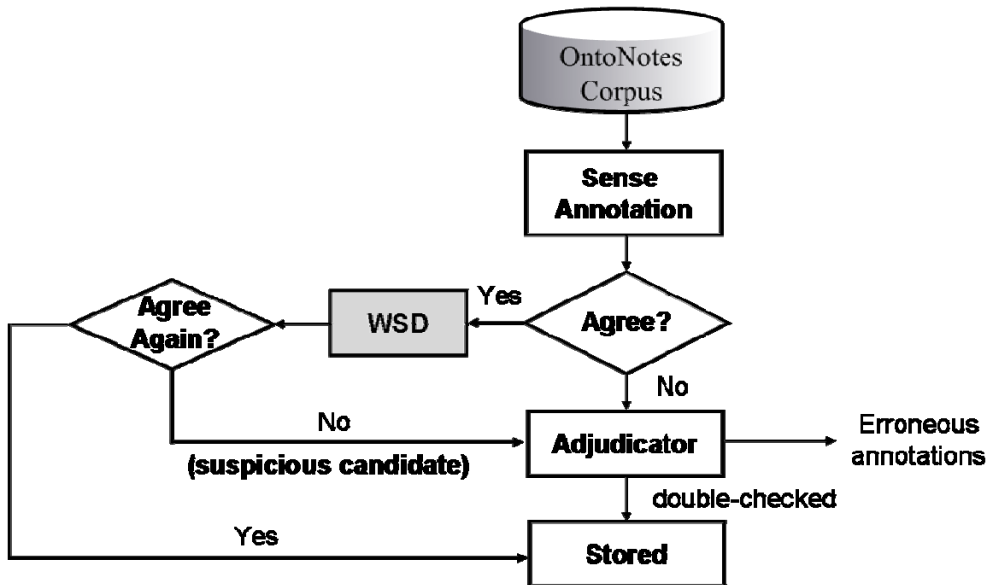 OntoNotes
Corpus
Sense
Annotation
Agree
Again?
WSD
Yes
Agree?
No
No
(suspicious candidate)
Adjudicator
Erroneous
annotations
double-checked
Yes
Stored